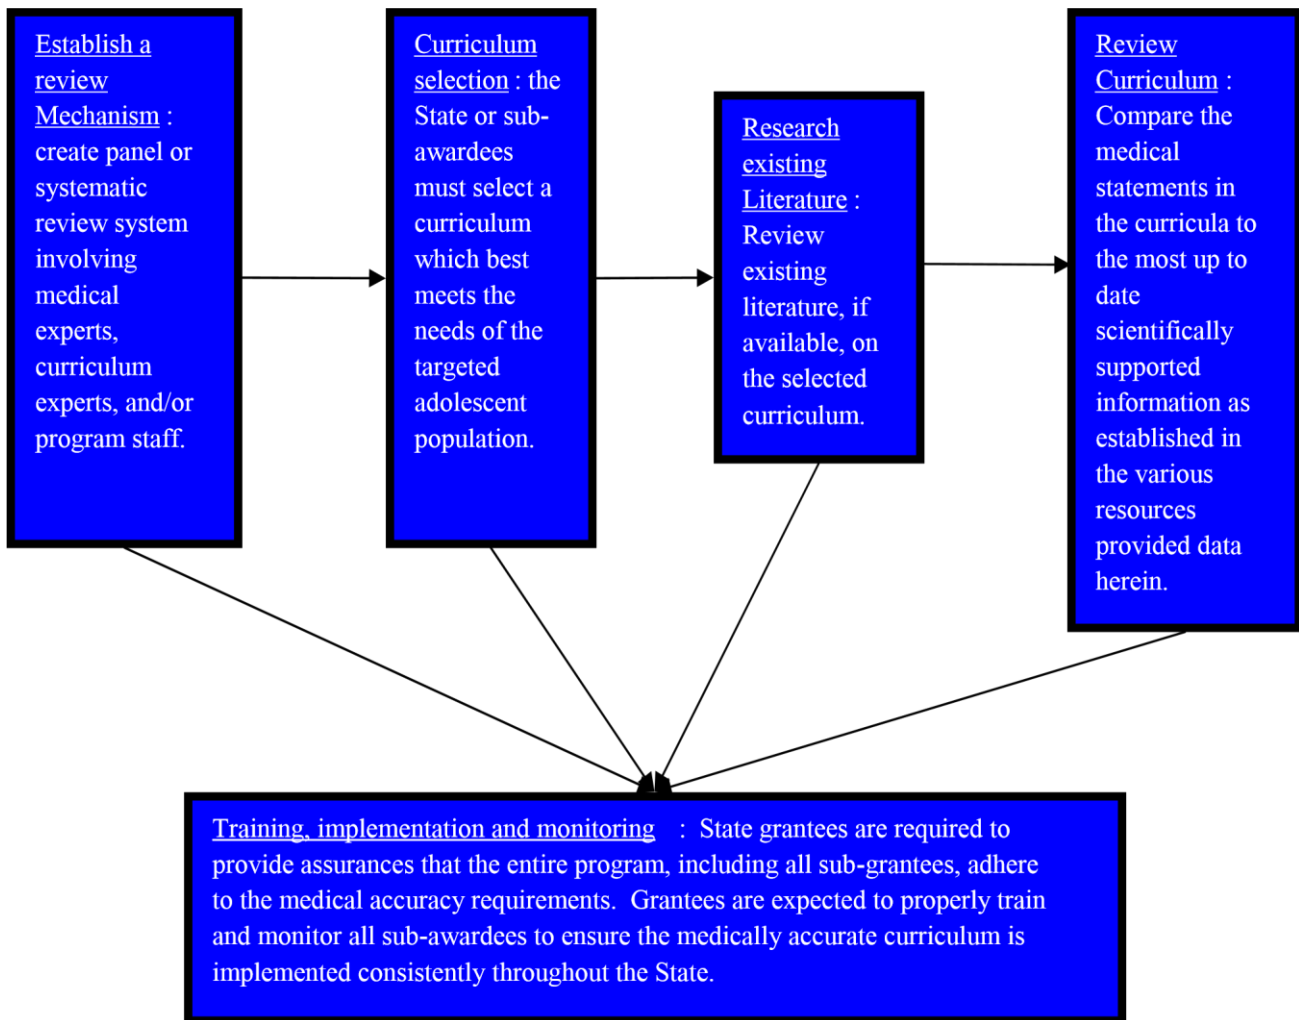 Establish a
review
Mechanism :
create panel or
systematic
review system
involving
medical
experts,
curriculum
experts, and/or
program staff.
Curriculum
selection : the
State or sub-
awardees
must select a
curriculum
which best
meets the
needs of the
targeted
adolescent
population.
Research
existing
Literature :
Review
existing
literature, if
available, on
the selected
curriculum.
Review
Curriculum :
Compare the
medical
statements in
the curricula to
the most up to
date
scientifically
supported
information as
established in
the various
resources
provided data
herein.
Training, implementation and monitoring : State grantees are required to
provide assurances that the entire program, including all sub-grantees, adhere
to the medical accuracy requirements. Grantees are expected to properly train
and monitor all sub-awardees to ensure the medically accurate curriculum is
implemented consistently throughout the State.